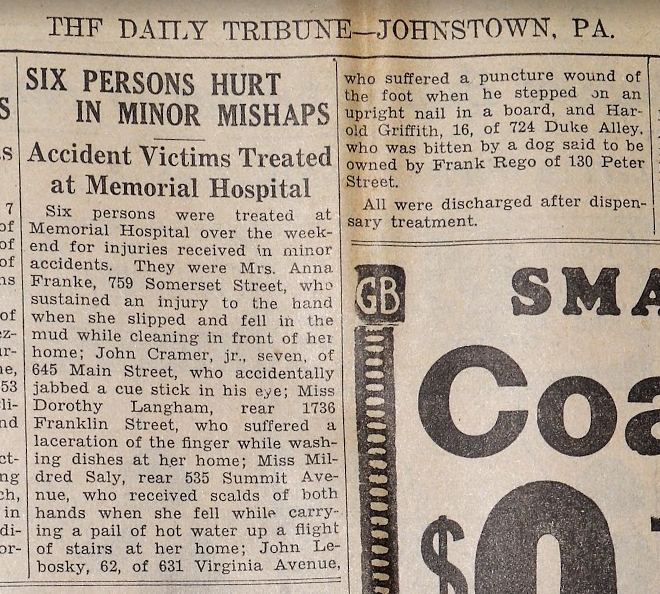 THE DAILY TRIBUNE—JOHNSTOWN, PA.
SIX PERSONS HURT
IN MINOR MISHAPS
Accident Victims Treated
at Memorial Hospital
Six persons were treated at
Memorial Hospital over the week-
end for injuries received in minor
accidents. They were Mrs. Anna
Franke, 759 Somerset Street, who
sustained an injury to the hand
when she slipped and fell in the
mud while cleaning in front of her
home; John Cramer, jr., seven, of
645 Main Street, who accidentally
jabbed a cue stick in his eye; Miss
Dorothy Langham, rear 1736
Franklin Street, who suffered a
laceration of the finger while wash-
ing dishes at her home; Miss Mil-
dred Saly, rear 535 Summit Ave-
nue, who received scalds of both
hands when she fell while carry-
ing a pail of hot water up a flight
of stairs at her home; John Le-
bosky, 62, of 631 Virginia Avenue,
who suffered a puncture wound of
the foot when he stepped on an
upright nail in a board, and Har-
old Griffith, 16, of 724 Duke Alley,
who was bitten by a dog said to be
owned by Frank Rego of 130 Peter
Street.
All were discharged after dispen-
sary treatment.
GB
SMA
Coa
$0